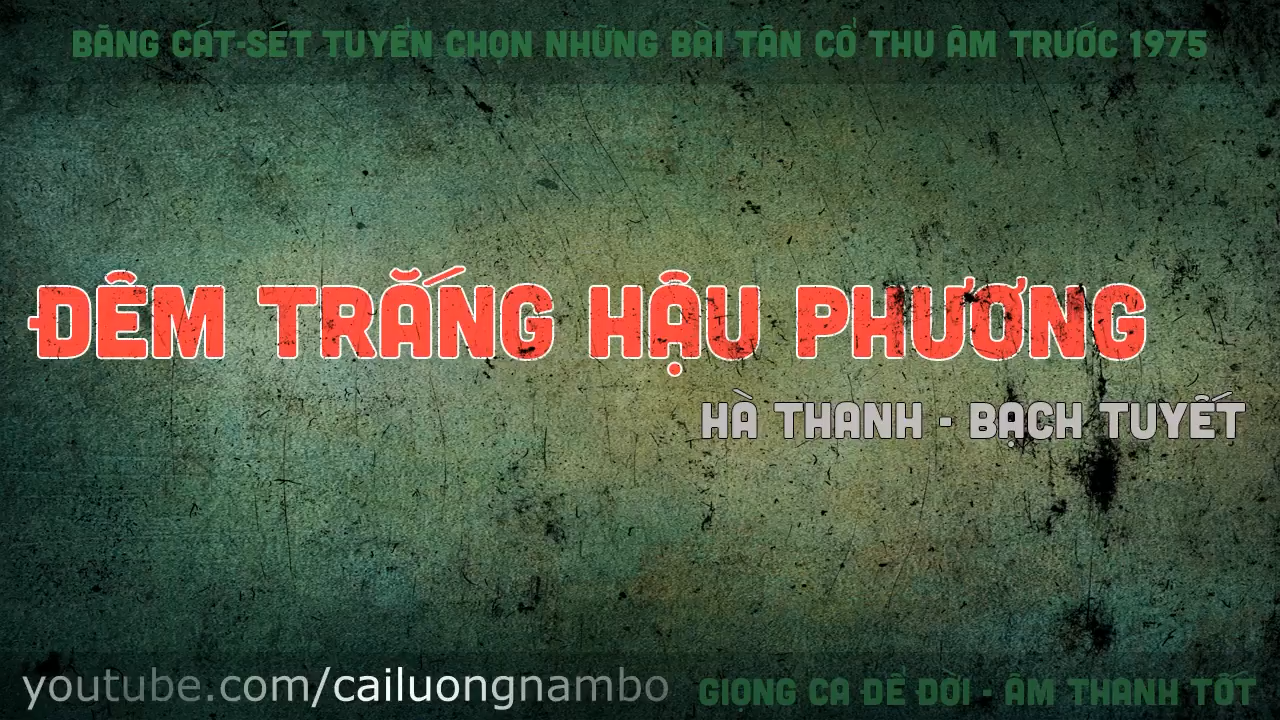 BĂNG CÁT-SÉT TUYỂN CHỌN NHỮNG BÀI TÂN CỔ THU ÂM TRƯỚC 1975
ĐÊM TRẮNG HẬU PHƯƠNG
HÀ THANH - BẠCH TUYẾT
youtube.com/cailuongnambo
GIỌNG CA ĐỂ ĐỜI - ÂM THANH TỐT